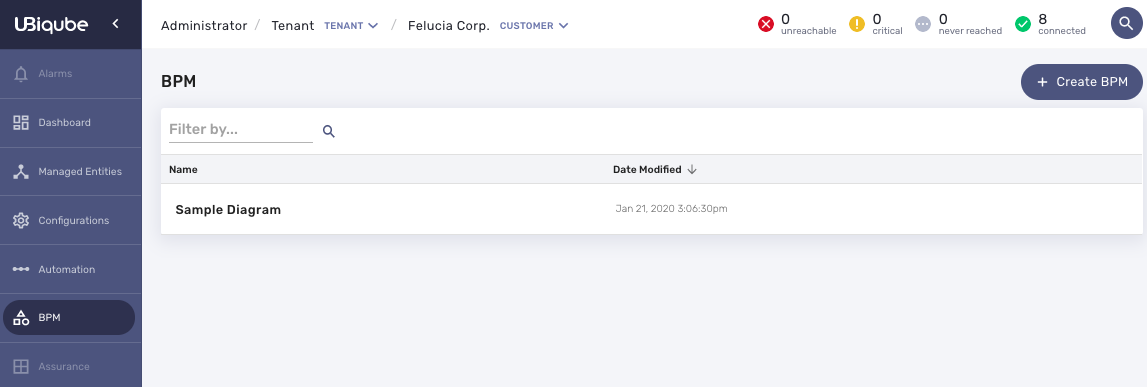 UBiqube
Administrator / Tenant TENANT / Felucia Corp. CUSTOMER
0 unreachable
0 critical
0 never reached
8 connected
Alarms
Dashboard
Managed Entities
Configurations
Automation
BPM
Assurance
BPM
+ Create BPM
Filter by...
Name Date Modified
Sample Diagram Jan 21, 2020 3:06:30pm